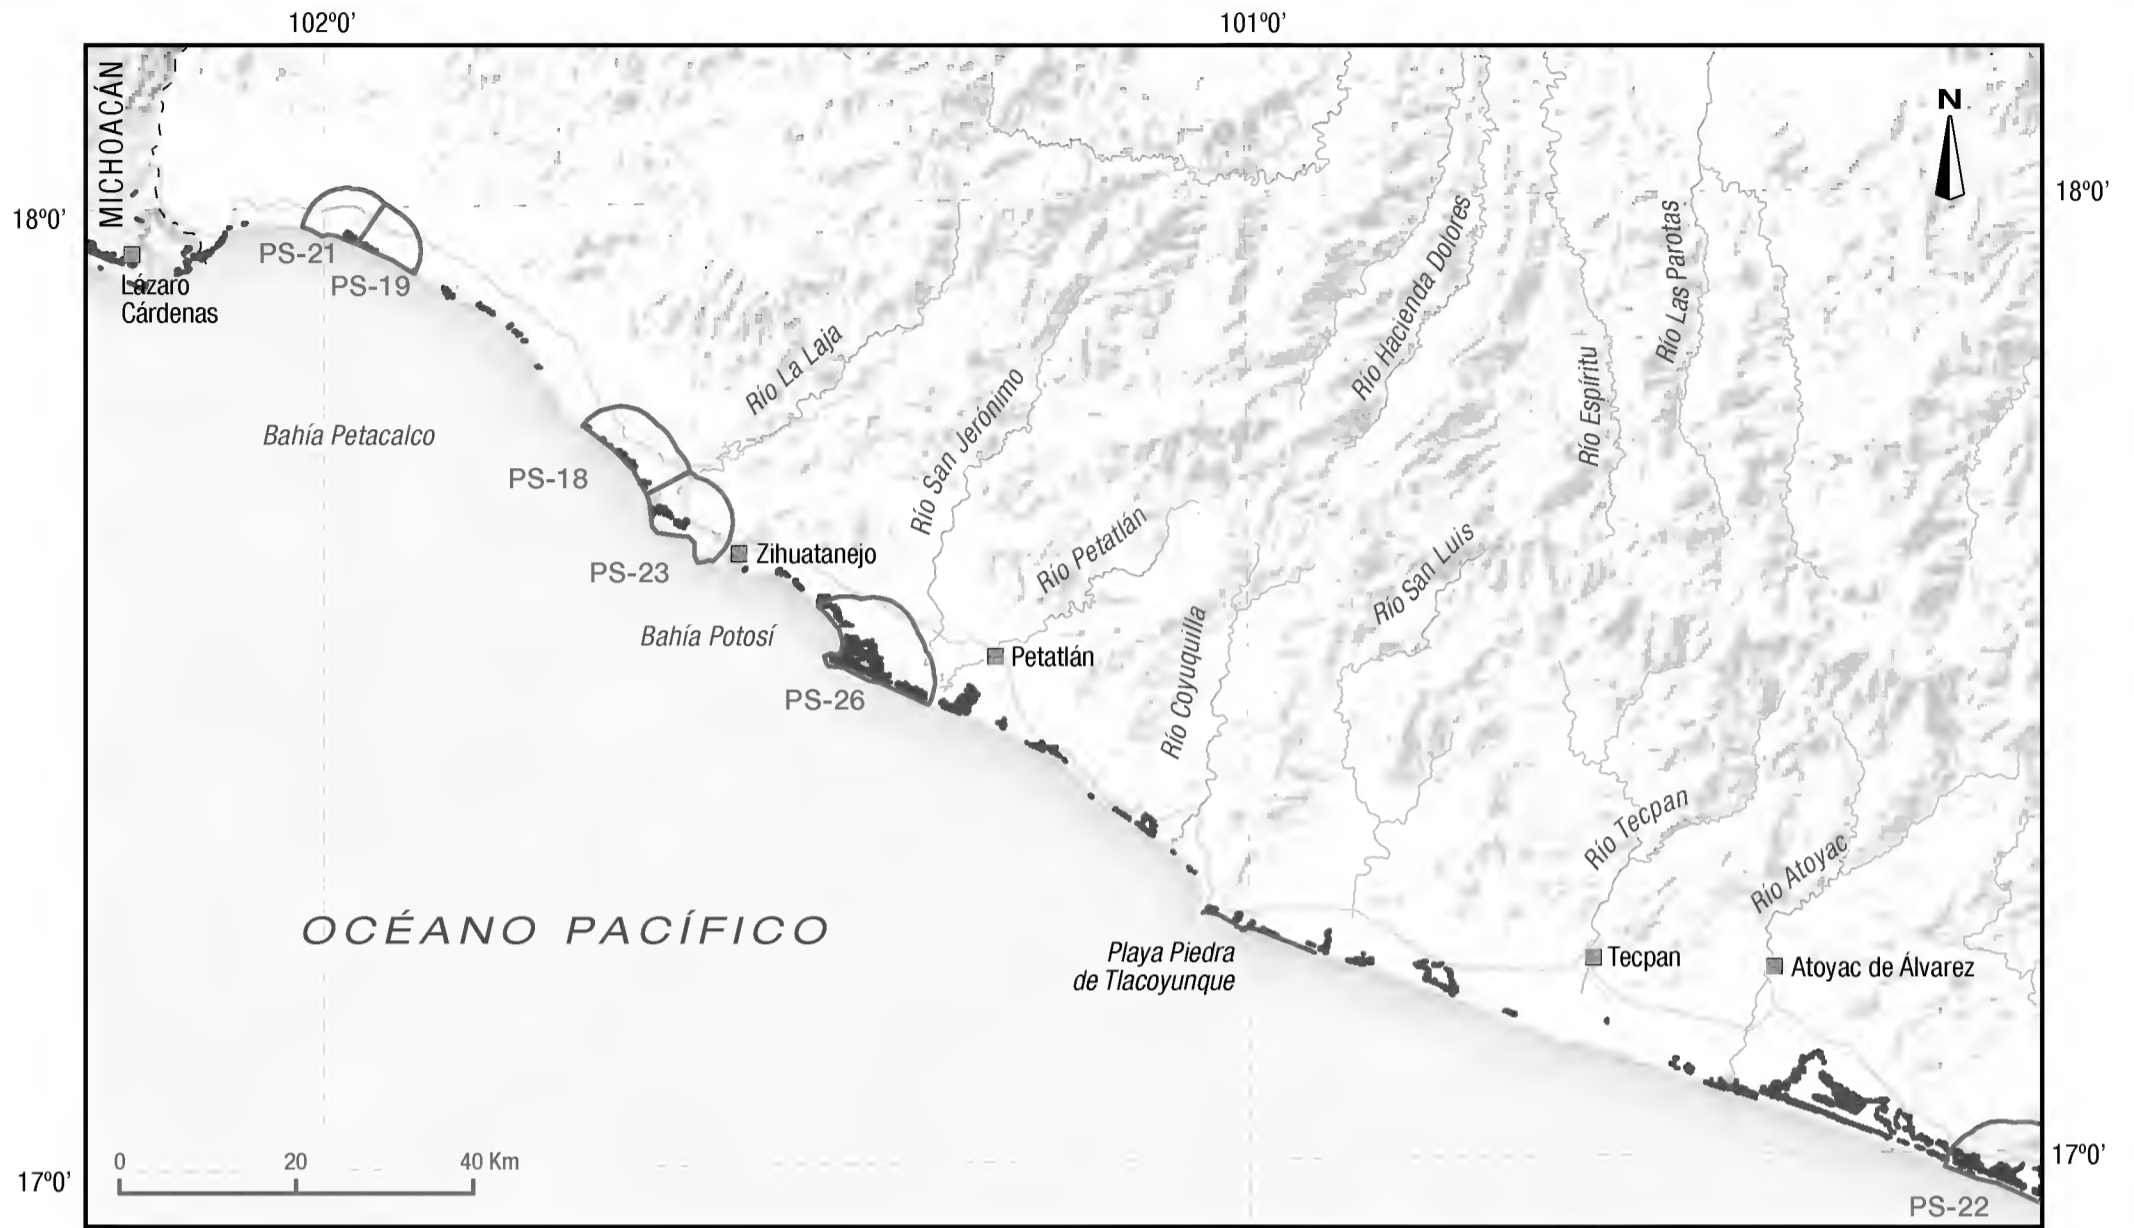 102º0’
101º0’
MICHOACÁN
N
18º0’
18º0’
PS-21
PS-19
Lázaro
Cárdenas
Río La Laja
Río San Jerónimo
Río Hacienda Dolores
Río Espíritu
Río Las Parotas
Bahía Petacalco
PS-18
PS-23
Zihuatanejo
Río Petatlán
Río San Luis
Bahía Potosí
Petatlán
PS-26
Río Coyuquilla
Río Tecpan
Río Atoyac
OCÉANO PACÍFICO
Playa Piedra
de Tlacoyunque
Tecpan
Atoyac de Álvarez
0
20
40 Km
17º0’
17º0’
PS-22